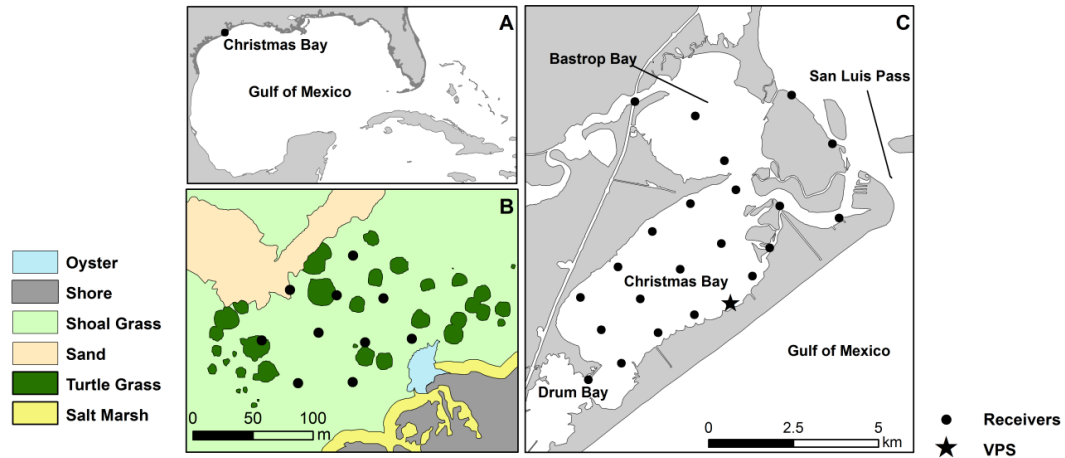 A
Christmas Bay
Gulf of Mexico
B
0 50 100
m
Oyster
Shore
Shoal Grass
Sand
Turtle Grass
Salt Marsh
C
Bastrop Bay
San Luis Pass
Christmas Bay
Gulf of Mexico
Drum Bay
0 2.5 5
km
Receivers
VPS